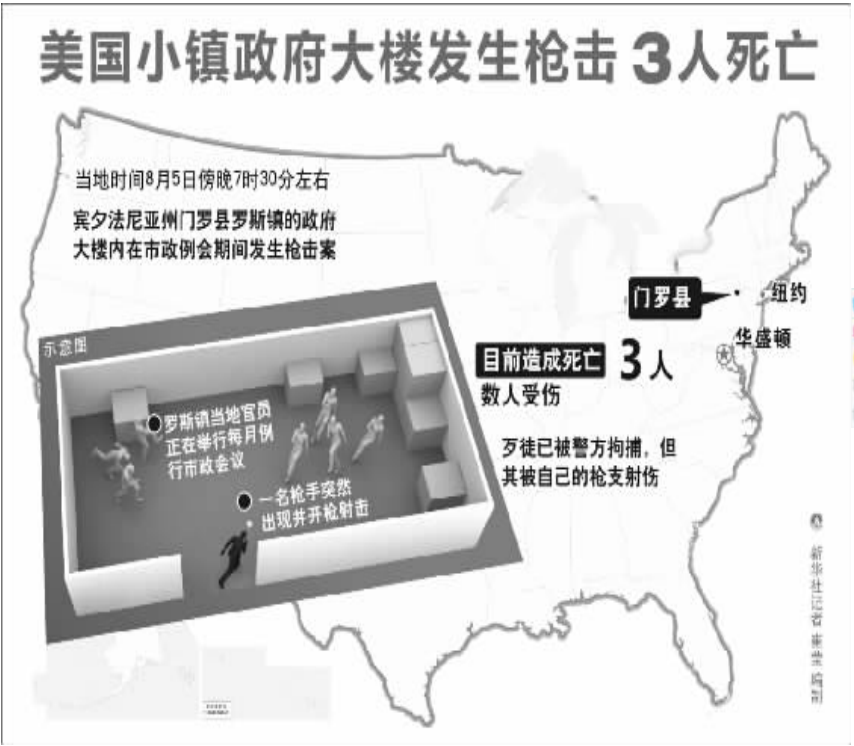 美国小镇政府大楼发生枪击 3人死亡
当地时间8月5日傍晚7时30分左右
宾夕法尼亚州门罗县罗斯镇的政府
大楼内在市政例会期间发生枪击案
门罗县
纽约
华盛顿
示意图
目前造成死亡 3人
数人受伤
罗斯镇当地官员
正在举行每月例
行市政会议
歹徒已被警方拘捕，但
其被自己的枪支射伤
一名枪手突然
出现并开枪射击
新华社记者 崔莹 编制